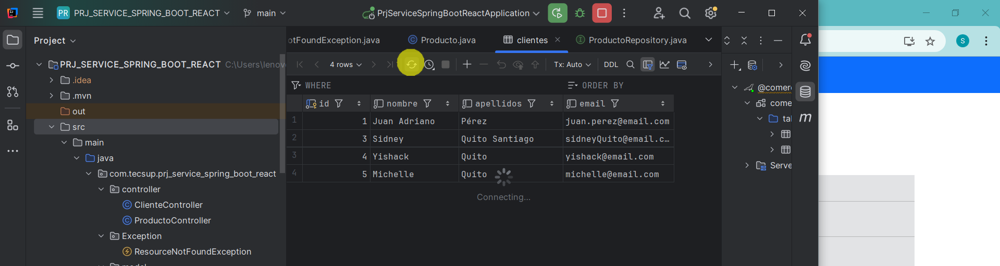 PR PRJ_SERVICE_SPRING_BOOT_REACT main PrjServiceSpringBootReactApplication
Project
otFoundException.java Producto.java clientes ProductoRepository.java
S
PRJ_SERVICE_SPRING_BOOT_REACT C:\Users\lenov
4 rows Tx: Auto DDL
.idea
WHERE ORDER BY
@comer
.mvn
id nombre apellidos email
come
out
1 1 Juan Adriano Pérez juan.perez@email.com
tal
src
2 3 Sidney Quito Santiago sidneyQuito@email.c…
main
3 4 Yishack Quito yishack@email.com
java
Serve
4 5 Michelle Quito michelle@email.com
com.tecsup.prj_service_spring_boot_react
controller
Connecting...
ClienteController
ProductoController
Exception
ResourceNotFoundException
model